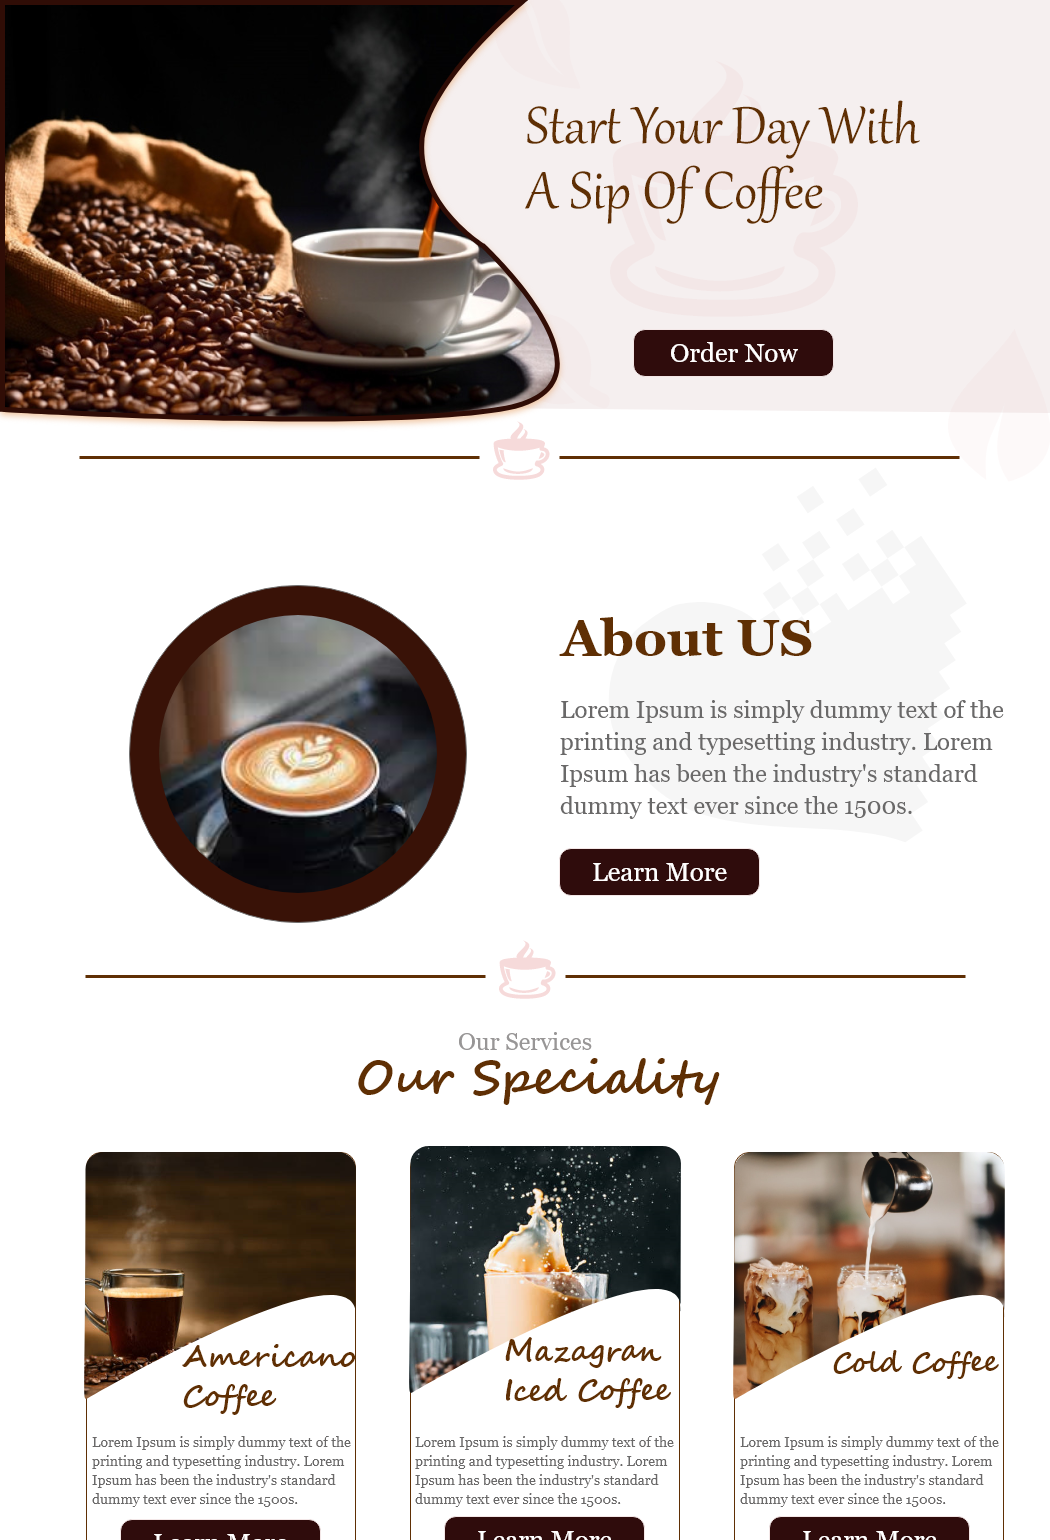 Start Your Day With
A Sip Of Coffee
Order Now
About US
Lorem Ipsum is simply dummy text of the
printing and typesetting industry. Lorem
Ipsum has been the industry's standard
dummy text ever since the 1500s.
Learn More
Our Services
Our Speciality
Americano
Coffee
Lorem Ipsum is simply dummy text of the
printing and typesetting industry. Lorem
Ipsum has been the industry's standard
dummy text ever since the 1500s.
Learn More
Mazagran
Iced Coffee
Lorem Ipsum is simply dummy text of the
printing and typesetting industry. Lorem
Ipsum has been the industry's standard
dummy text ever since the 1500s.
Learn More
Cold Coffee
Lorem Ipsum is simply dummy text of the
printing and typesetting industry. Lorem
Ipsum has been the industry's standard
dummy text ever since the 1500s.
Learn More